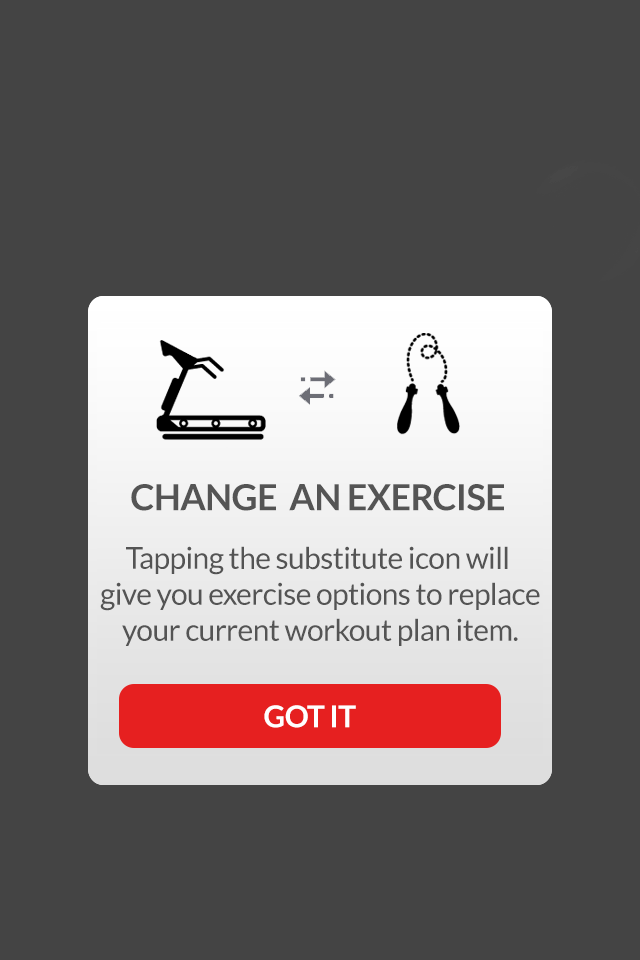 CHANGE AN EXERCISE
Tapping the substitute icon will
give you exercise options to replace
your current workout plan item.
GOT IT